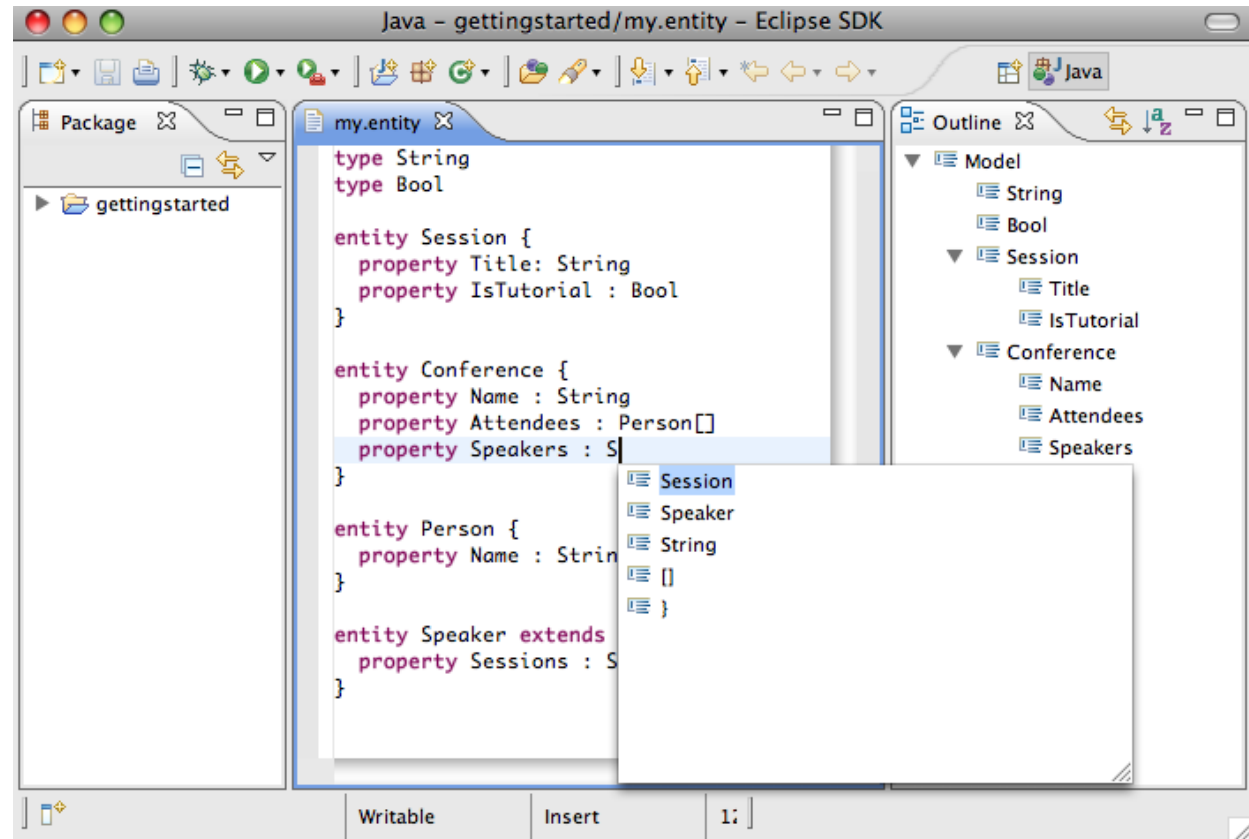 Java – gettingstarted/my.entity – Eclipse SDK
Java
Package
gettingstarted
my.entity
type String
type Bool
entity Session {
property Title: String
property IsTutorial : Bool
}
entity Conference {
property Name : String
property Attendees : Person[]
property Speakers : S
}
entity Person {
property Name : Strin
}
entity Speaker extends
property Sessions : S
}
Session
Speaker
String
[]
}
Outline
Model
String
Bool
Session
Title
IsTutorial
Conference
Name
Attendees
Speakers
Writable
Insert